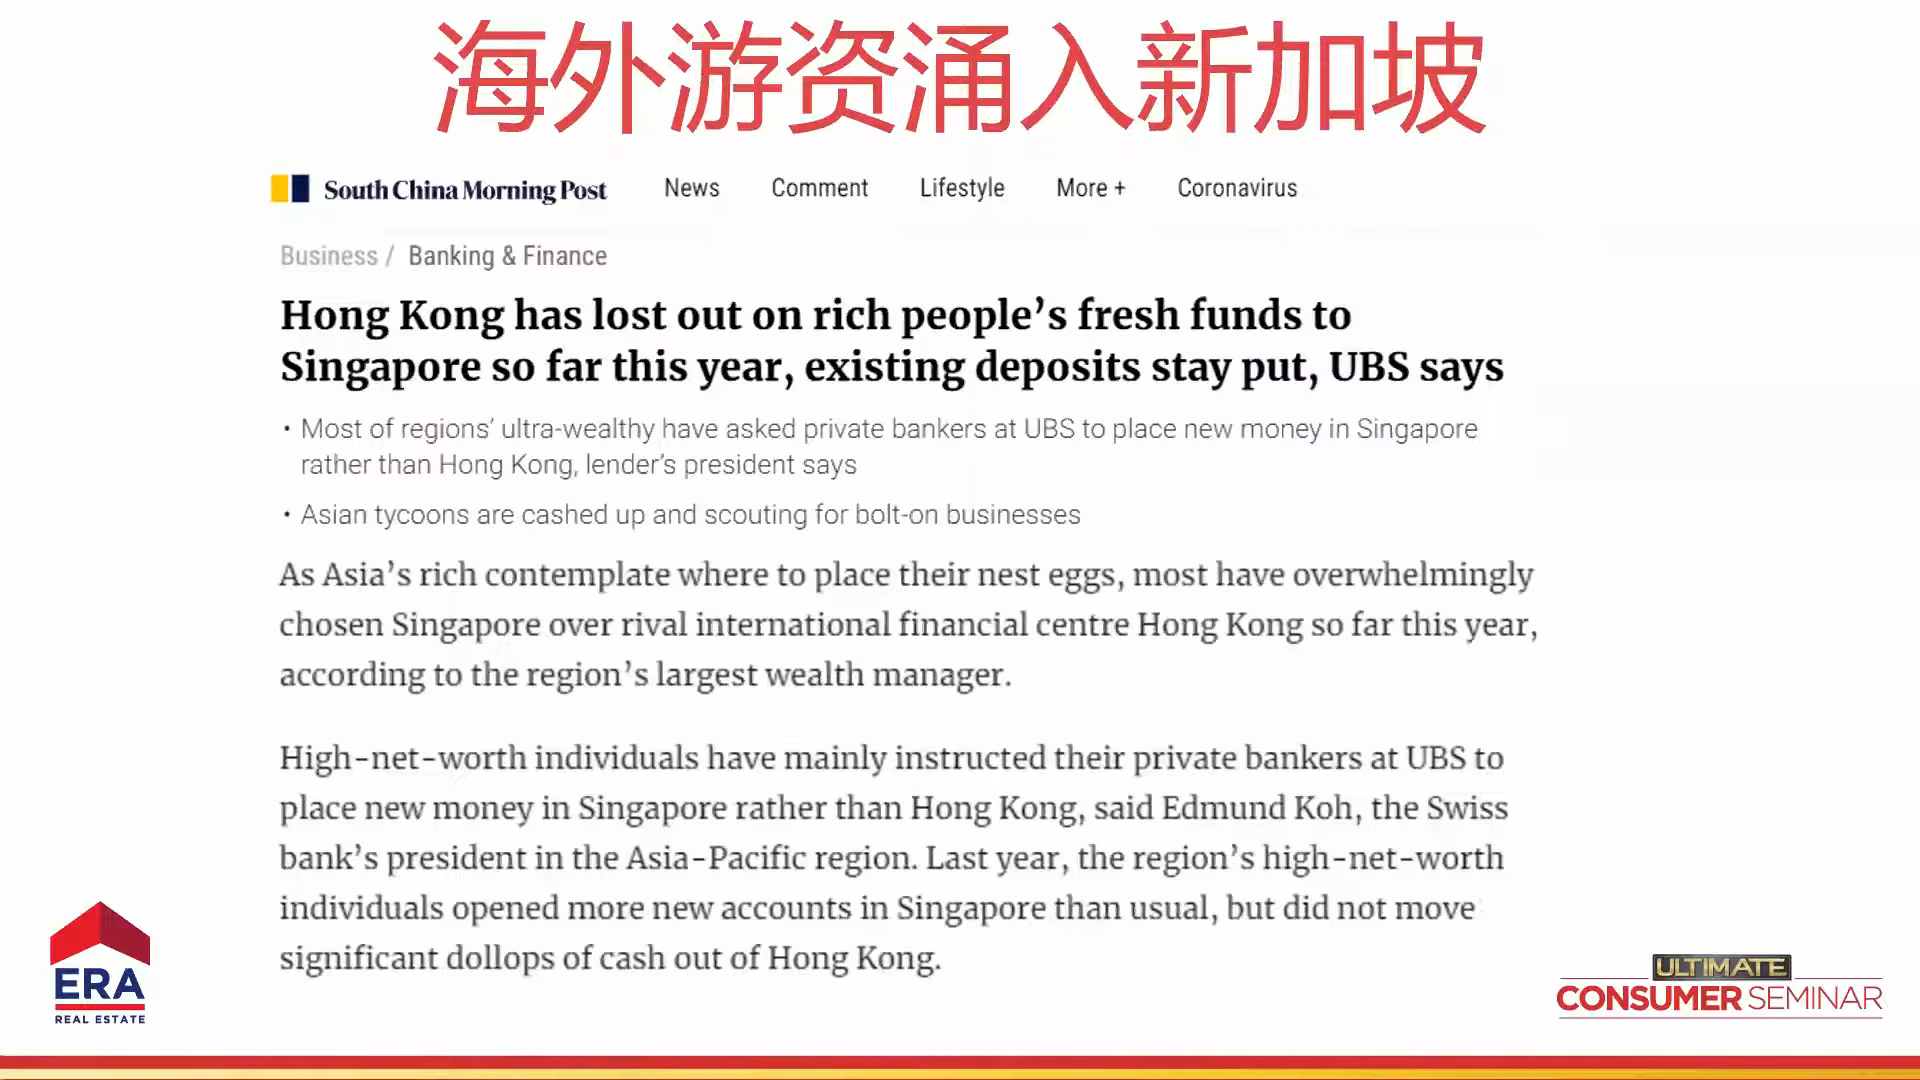 海外游资涌入新加坡
South China Morning Post News Comment Lifestyle More + Coronavirus
Business / Banking & Finance
Hong Kong has lost out on rich people’s fresh funds to
Singapore so far this year, existing deposits stay put, UBS says
• Most of regions’ ultra-wealthy have asked private bankers at UBS to place new money in Singapore
rather than Hong Kong, lender’s president says
• Asian tycoons are cashed up and scouting for bolt-on businesses
As Asia’s rich contemplate where to place their nest eggs, most have overwhelmingly
chosen Singapore over rival international financial centre Hong Kong so far this year,
according to the region’s largest wealth manager.
High-net-worth individuals have mainly instructed their private bankers at UBS to
place new money in Singapore rather than Hong Kong, said Edmund Koh, the Swiss
bank’s president in the Asia-Pacific region. Last year, the region’s high-net-worth
individuals opened more new accounts in Singapore than usual, but did not move
significant dollops of cash out of Hong Kong.
ERA
REAL ESTATE
ULTIMATE
CONSUMER SEMINAR